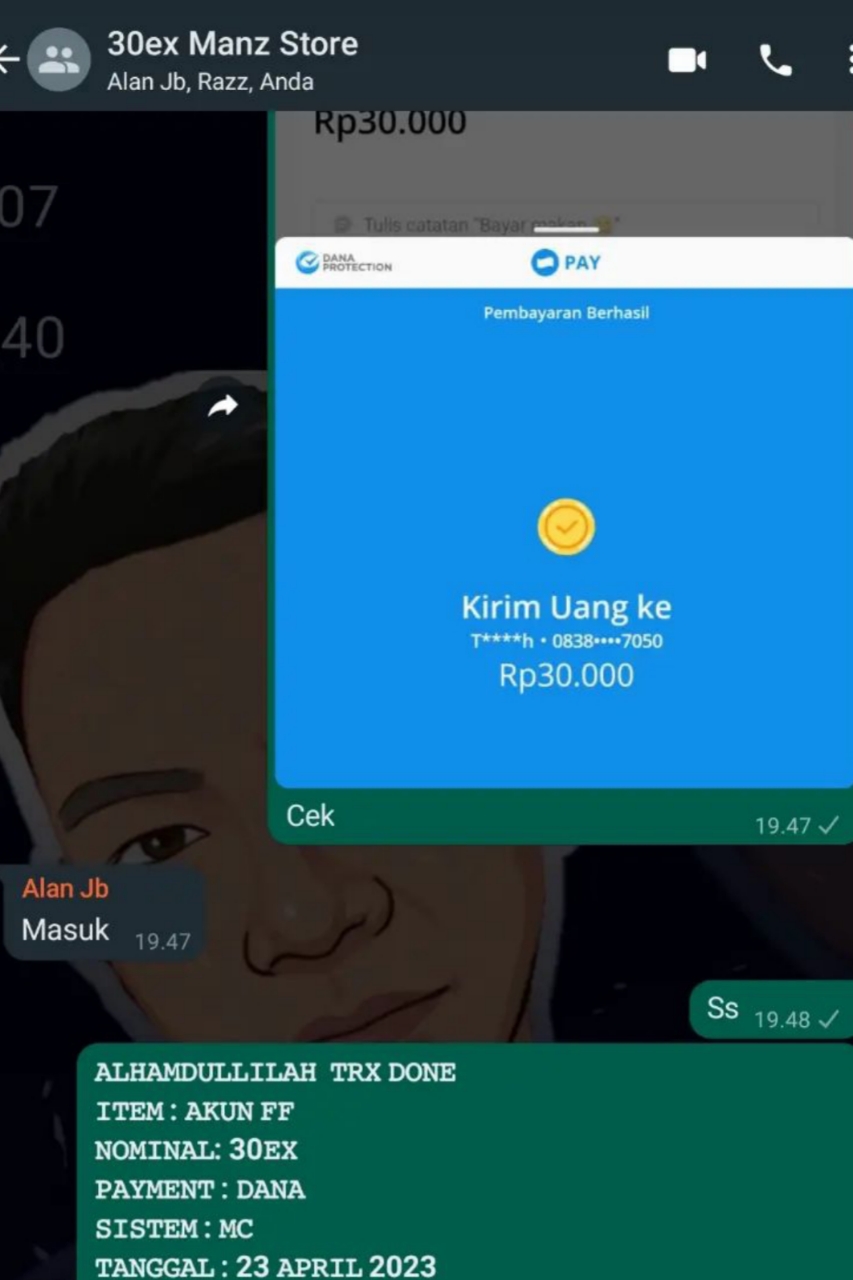 30ex Manz Store
Alan Jb, Razz, Anda
Rp30.000
07
Tulis catatan "Bayar makan 😄"
DANA
PROTECTION
PAY
Pembayaran Berhasil
40
Kirim Uang ke
T****h • 0838••••7050
Rp30.000
Cek
19.47
Alan Jb
Masuk
19.47
Ss
19.48
ALHAMDULLILAH TRX DONE
ITEM : AKUN FF
NOMINAL: 30EX
PAYMENT : DANA
SISTEM : MC
TANGGAL : 23 APRIL 2023